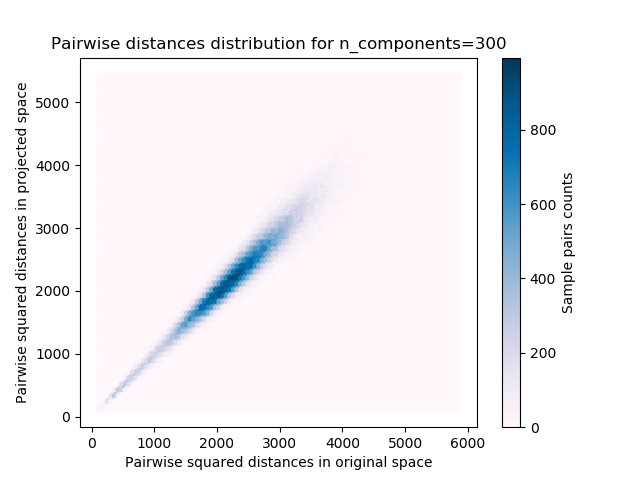 Pairwise distances distribution for n_components=300
Pairwise squared distances in projected space
5000
4000
3000
2000
1000
0
0 1000 2000 3000 4000 5000 6000
Pairwise squared distances in original space
800
600
400
200
0
Sample pairs counts